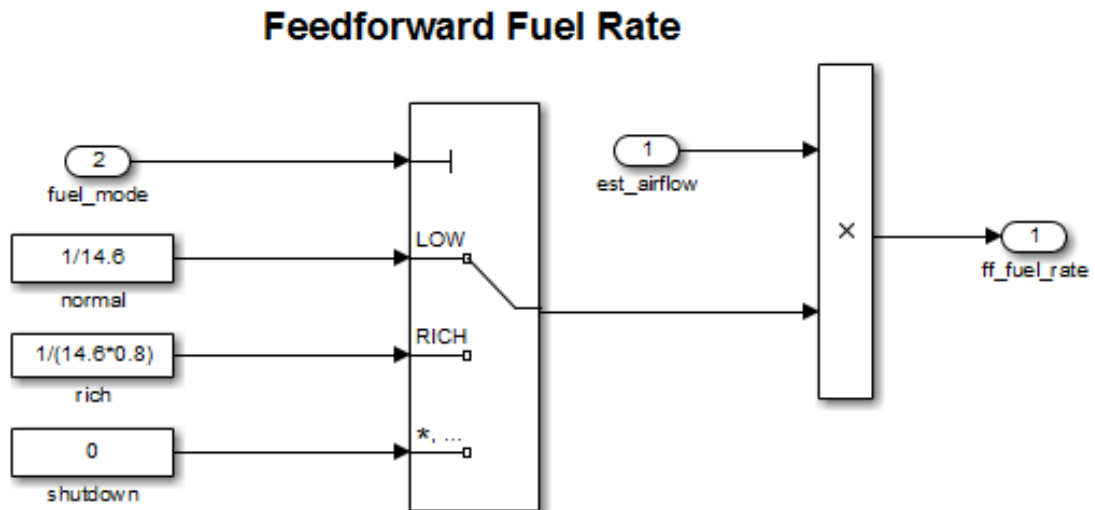 Feedforward Fuel Rate
2
fuel_mode
1
est_airflow
LOW
1/14.6
normal
×
1
ff_fuel_rate
RICH
1/(14.6*0.8)
rich
*, ...
0
shutdown